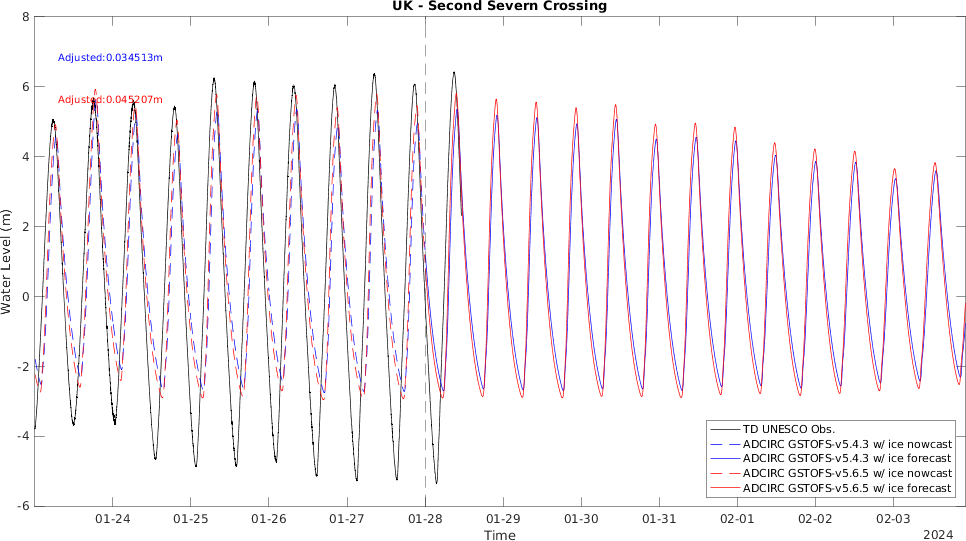 UK - Second Severn Crossing
8
6
4
2
0
-2
-4
-6
Water Level (m)
Adjusted:0.034513m
Adjusted:0.045207m
TD UNESCO Obs.
ADCIRC GSTOFS-v5.4.3 w/ ice nowcast
ADCIRC GSTOFS-v5.4.3 w/ ice forecast
ADCIRC GSTOFS-v5.6.5 w/ ice nowcast
ADCIRC GSTOFS-v5.6.5 w/ ice forecast
01-24 01-25 01-26 01-27 01-28 01-29 01-30 01-31 02-01 02-02 02-03
Time
2024